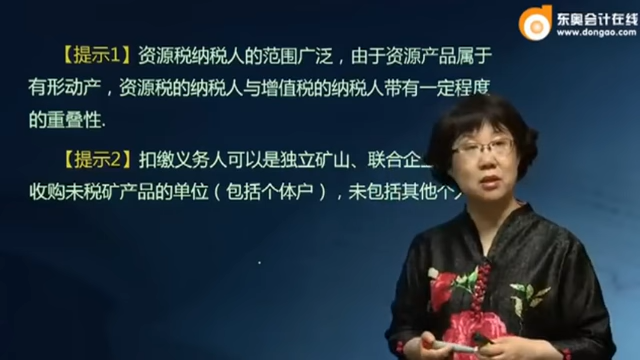 东奥会计在线
www.dongao.com
【提示1】资源税纳税人的范围广泛，由于资源产品属于
有形动产，资源税的纳税人与增值税的纳税人带有一定程度
的重叠性.
【提示2】扣缴义务人可以是独立矿山、联合企
收购未税矿产品的单位（包括个体户），未包括其他个